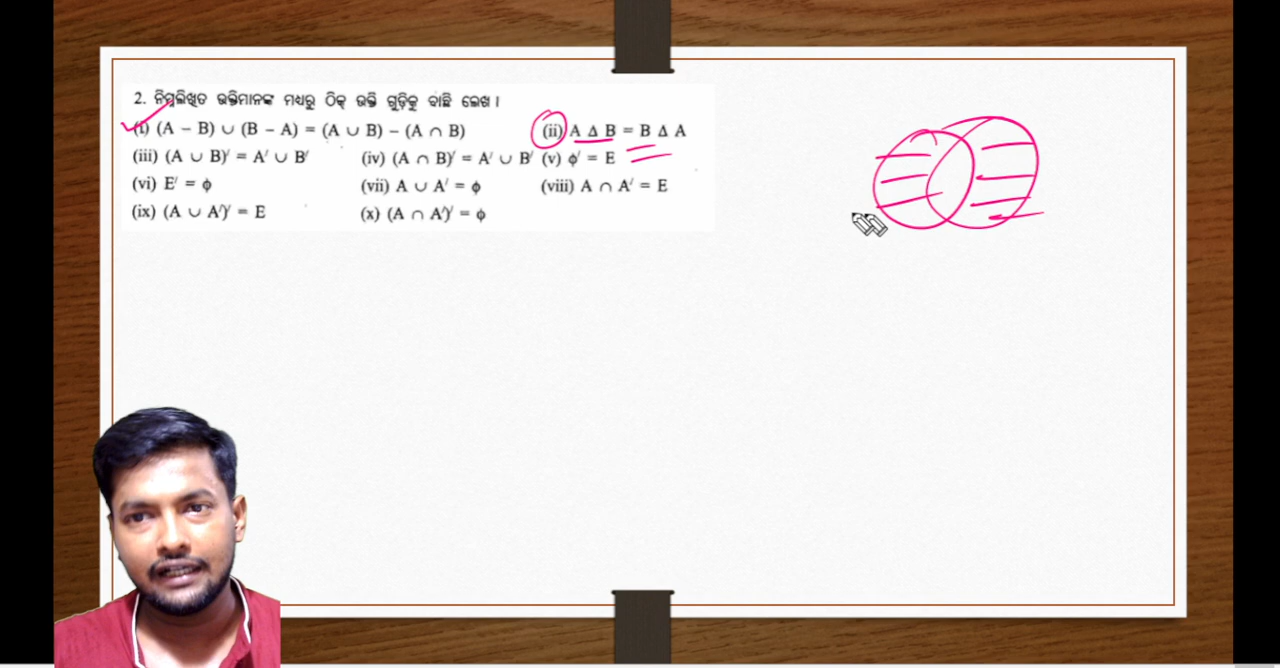 2. ନିମ୍ନଲିଖିତ ଉକ୍ତିମାନଙ୍କ ମଧ୍ୟରୁ ଠିକ୍ ଉକ୍ତି ଗୁଡ଼ିକୁ ବାଛି ଲେଖ ।
(i) (A – B) ∪ (B – A) = (A ∪ B) – (A ∩ B) (ii) A Δ B = B Δ A
(iii) (A ∪ B)′ = A′ ∪ B′ (iv) (A ∩ B)′ = A′ ∪ B′ (v) ϕ′ = E
(vi) E′ = ϕ (vii) A ∪ A′ = ϕ (viii) A ∩ A′ = E
(ix) (A ∪ A′)′ = E (x) (A ∩ A′)′ = ϕ